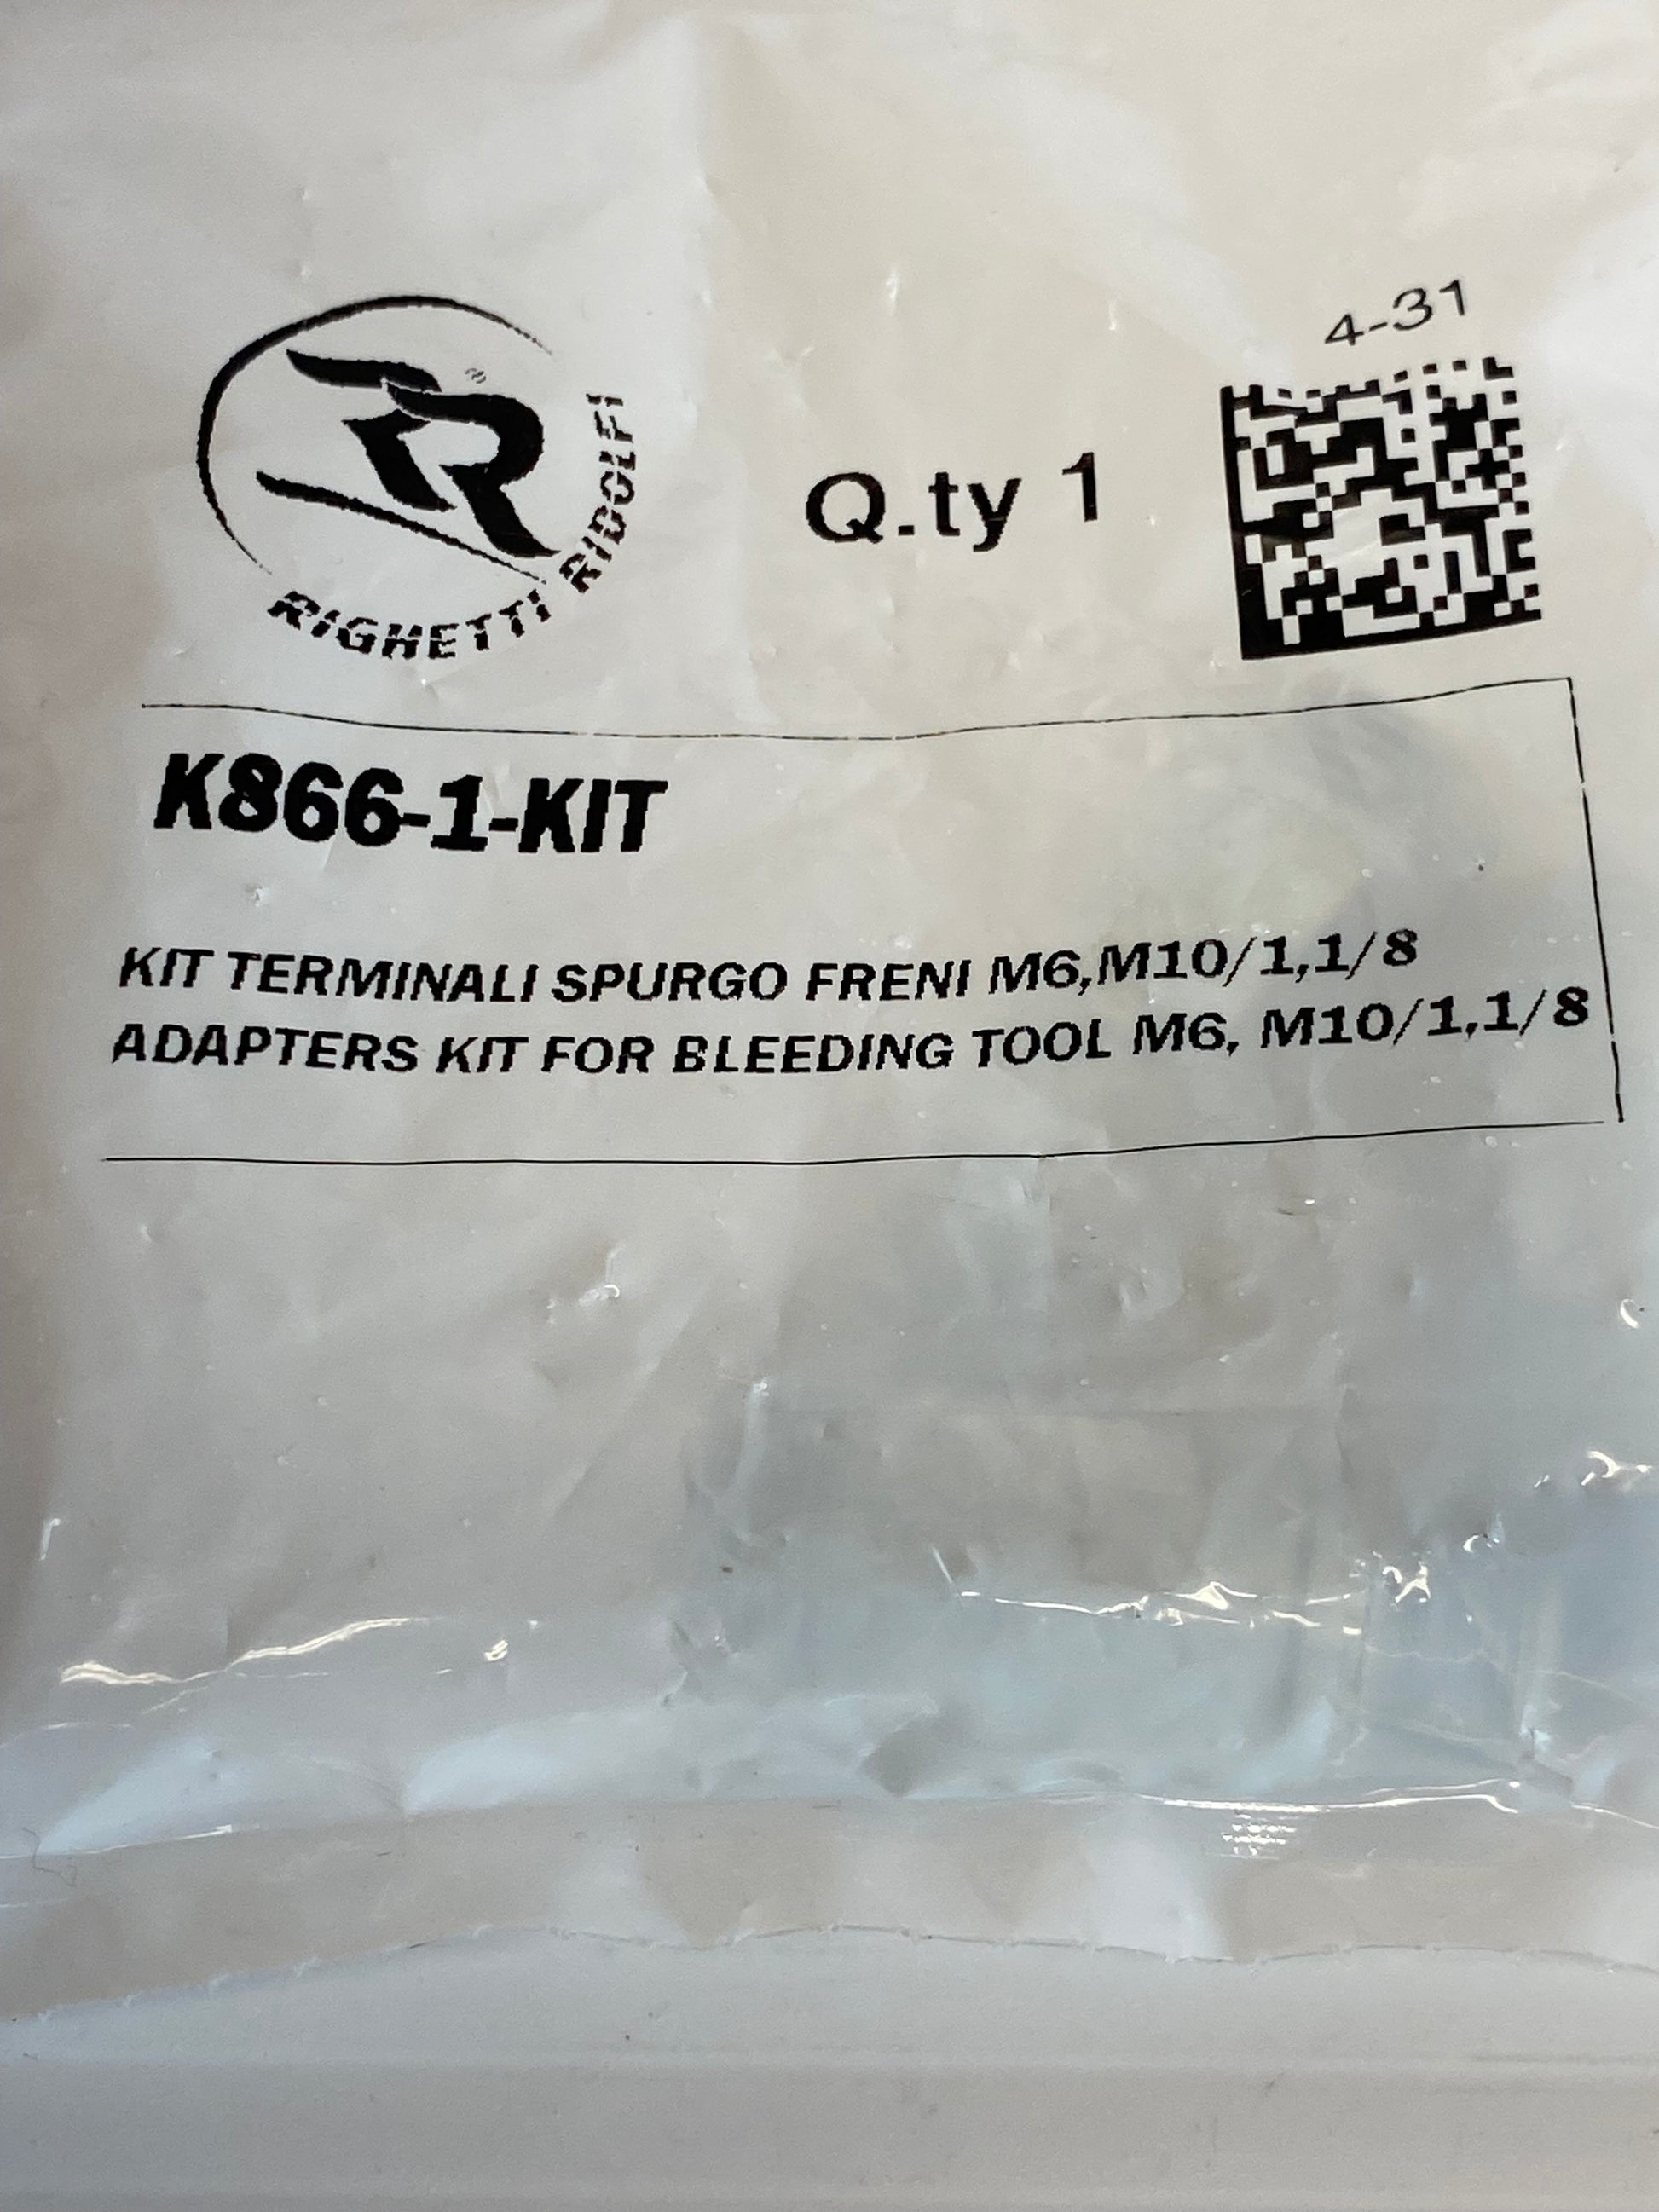 4-31
®
RIGHETTI RIDOLFI
Q.ty 1
K866-1-KIT
KIT TERMINALI SPURGO FRENI M6,M10/1,1/8
ADAPTERS KIT FOR BLEEDING TOOL M6, M10/1,1/8